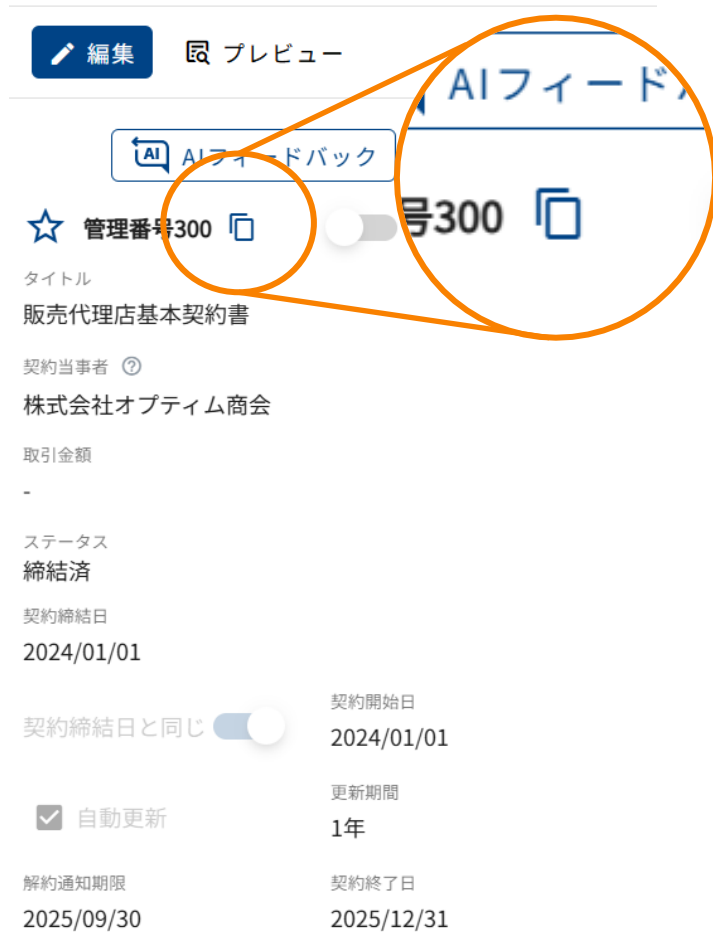 編集 プレビュー
AIフィードバック
AIフィード
管理番号300
号300
タイトル
販売代理店基本契約書
契約当事者 ?
株式会社オプティム商会
取引金額
-
ステータス
締結済
契約締結日
2024/01/01
契約締結日と同じ
契約開始日
2024/01/01
自動更新
更新期間
1年
解約通知期限
2025/09/30
契約終了日
2025/12/31